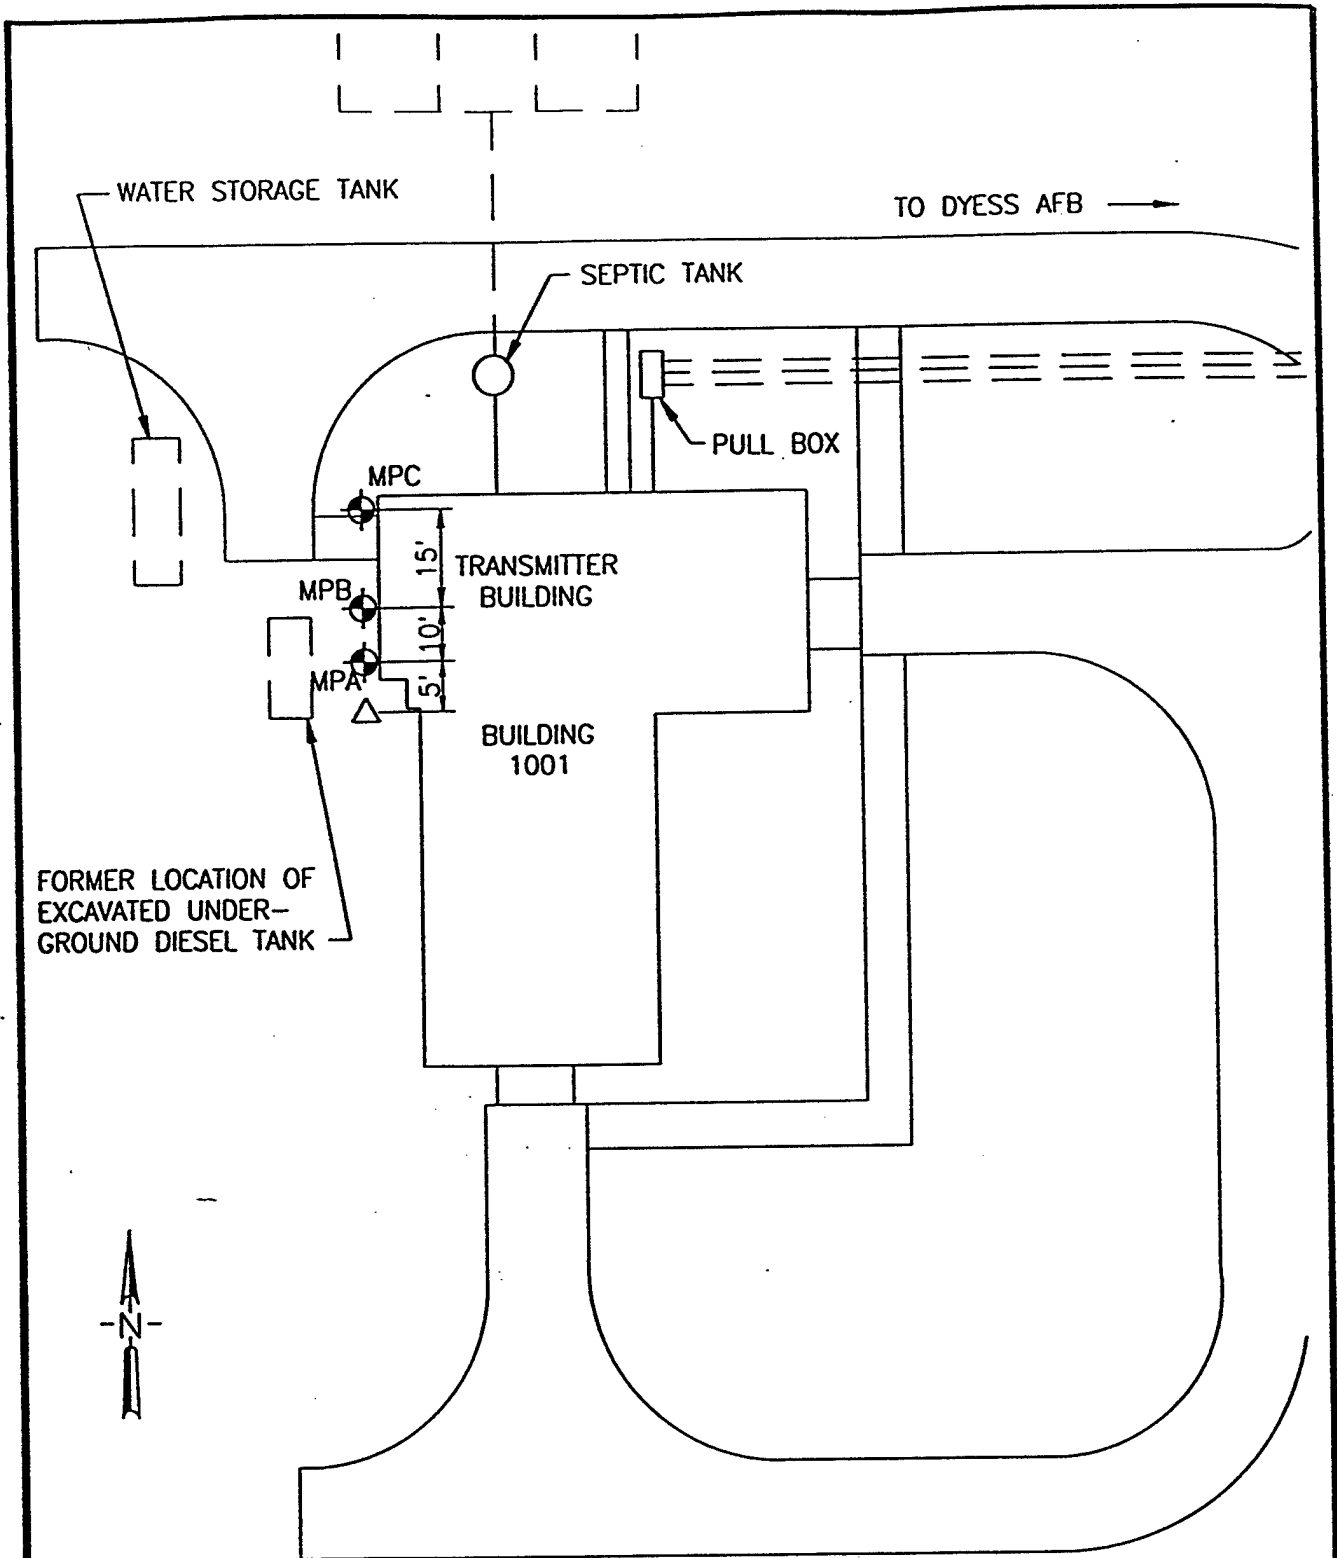 WATER STORAGE TANK
TO DYESS AFB
SEPTIC TANK
PULL BOX
MPC
15'
TRANSMITTER
BUILDING
MPB
10'
MPA
5'
BUILDING
1001
FORMER LOCATION OF
EXCAVATED UNDER-
GROUND DIESEL TANK
-N-